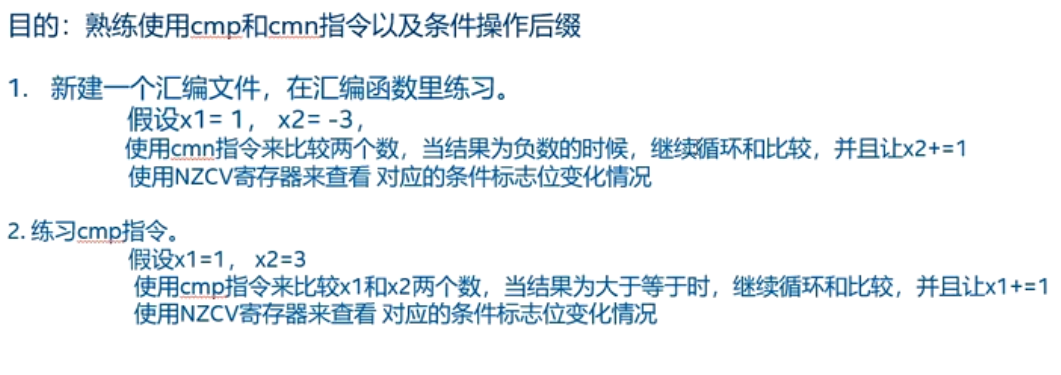 目的：熟练使用cmp和cmn指令以及条件操作后缀
1. 新建一个汇编文件，在汇编函数里练习。
假设x1= 1， x2= -3，
使用cmn指令来比较两个数，当结果为负数的时候，继续循环和比较，并且让x2+=1
使用NZCV寄存器来查看 对应的条件标志位变化情况
2. 练习cmp指令。
假设x1=1， x2=3
使用cmp指令来比较x1和x2两个数，当结果为大于等于时，继续循环和比较，并且让x1+=1
使用NZCV寄存器来查看 对应的条件标志位变化情况